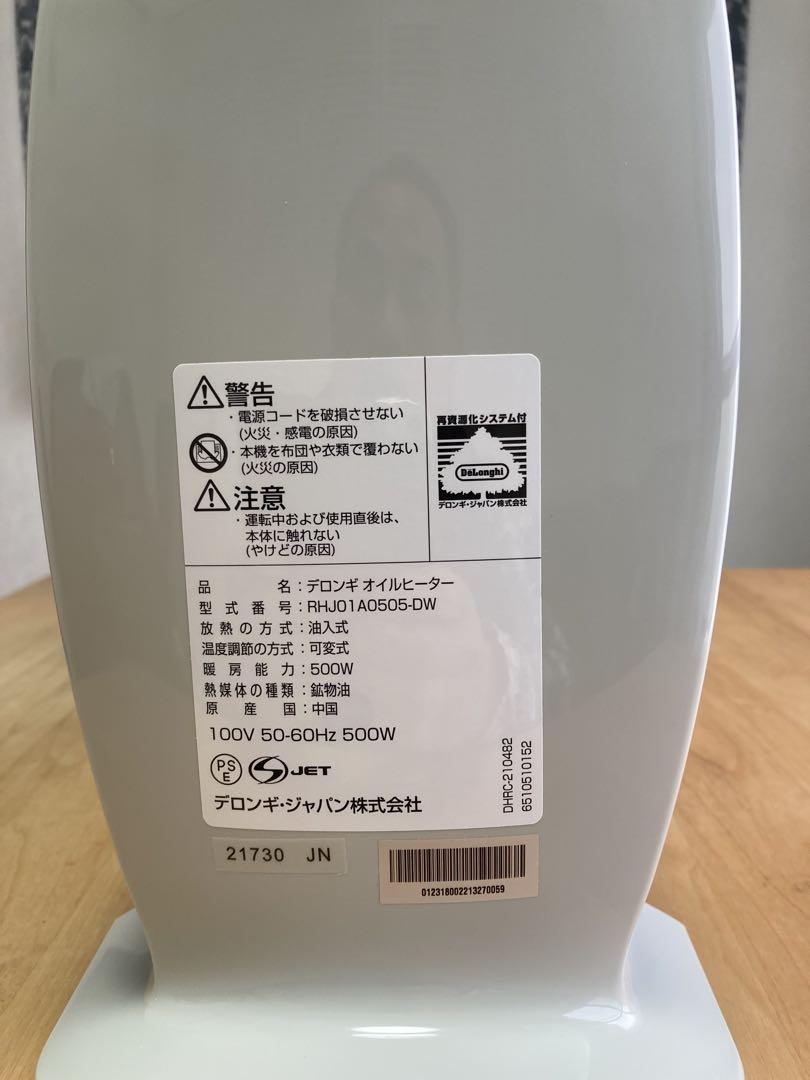 警告
・電源コードを破損させない
(火災・感電の原因)
・本機を布団や衣類で覆わない
(火災の原因)
注意
・運転中および使用直後は、
本体に触れない
(やけどの原因)
再資源化システム付
DeLonghi
デロンギ・ジャパン株式会社
品名:デロンギ オイルヒーター
型式番号:RHJ01A0505-DW
放熱の方式:油入式
温度調節の方式:可変式
暖房能力:500W
熱媒体の種類:鉱物油
原産国:中国
100V 50-60Hz 500W
PS
E
S JET
デロンギ・ジャパン株式会社
DHRC-210482
6510510152
21730 JN
012318002213270059